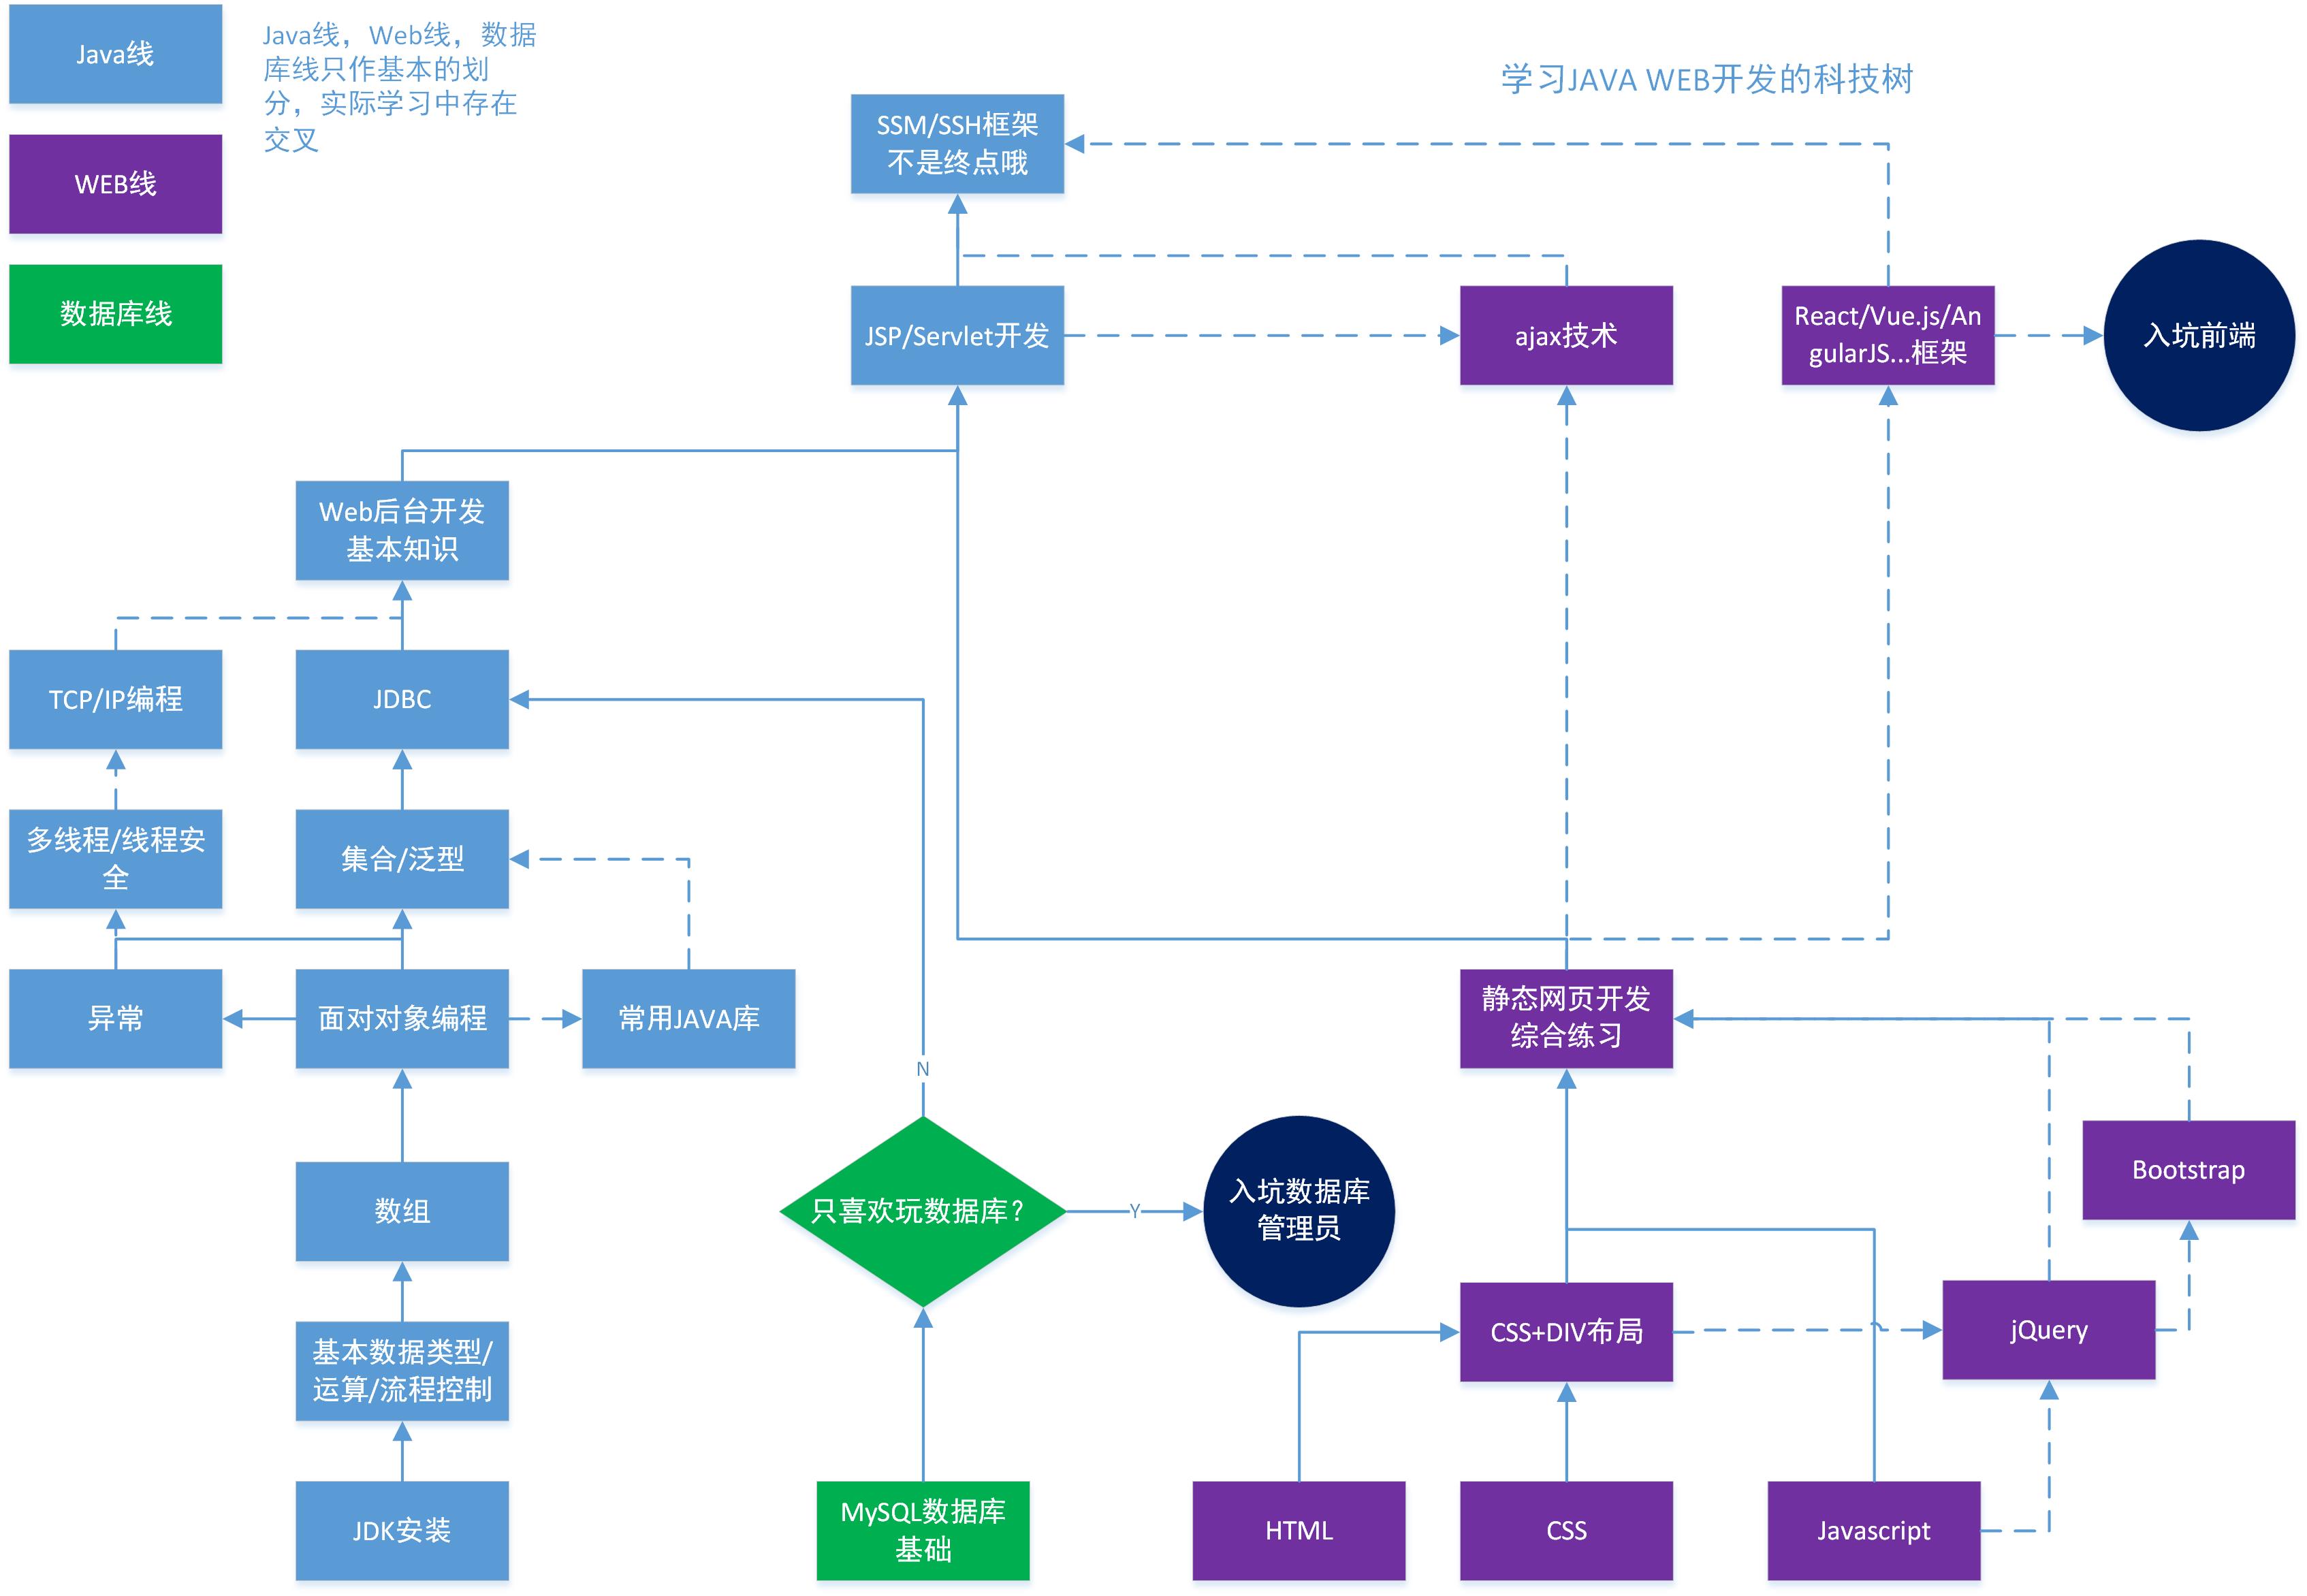 Java线
Java线，Web线，数据
库线只作基本的划
分，实际学习中存在
交叉
学习JAVA WEB开发的科技树
SSM/SSH框架
不是终点哦
WEB线
数据库线
JSP/Servlet开发
ajax技术
React/Vue.js/An
gularJS...框架
入坑前端
Web后台开发
基本知识
TCP/IP编程
JDBC
多线程/线程安
全
集合/泛型
异常
面对对象编程
常用JAVA库
静态网页开发
综合练习
N
Bootstrap
数组
只喜欢玩数据库？
Y
入坑数据库
管理员
基本数据类型/
运算/流程控制
CSS+DIV布局
jQuery
JDK安装
MySQL数据库
基础
HTML
CSS
Javascript